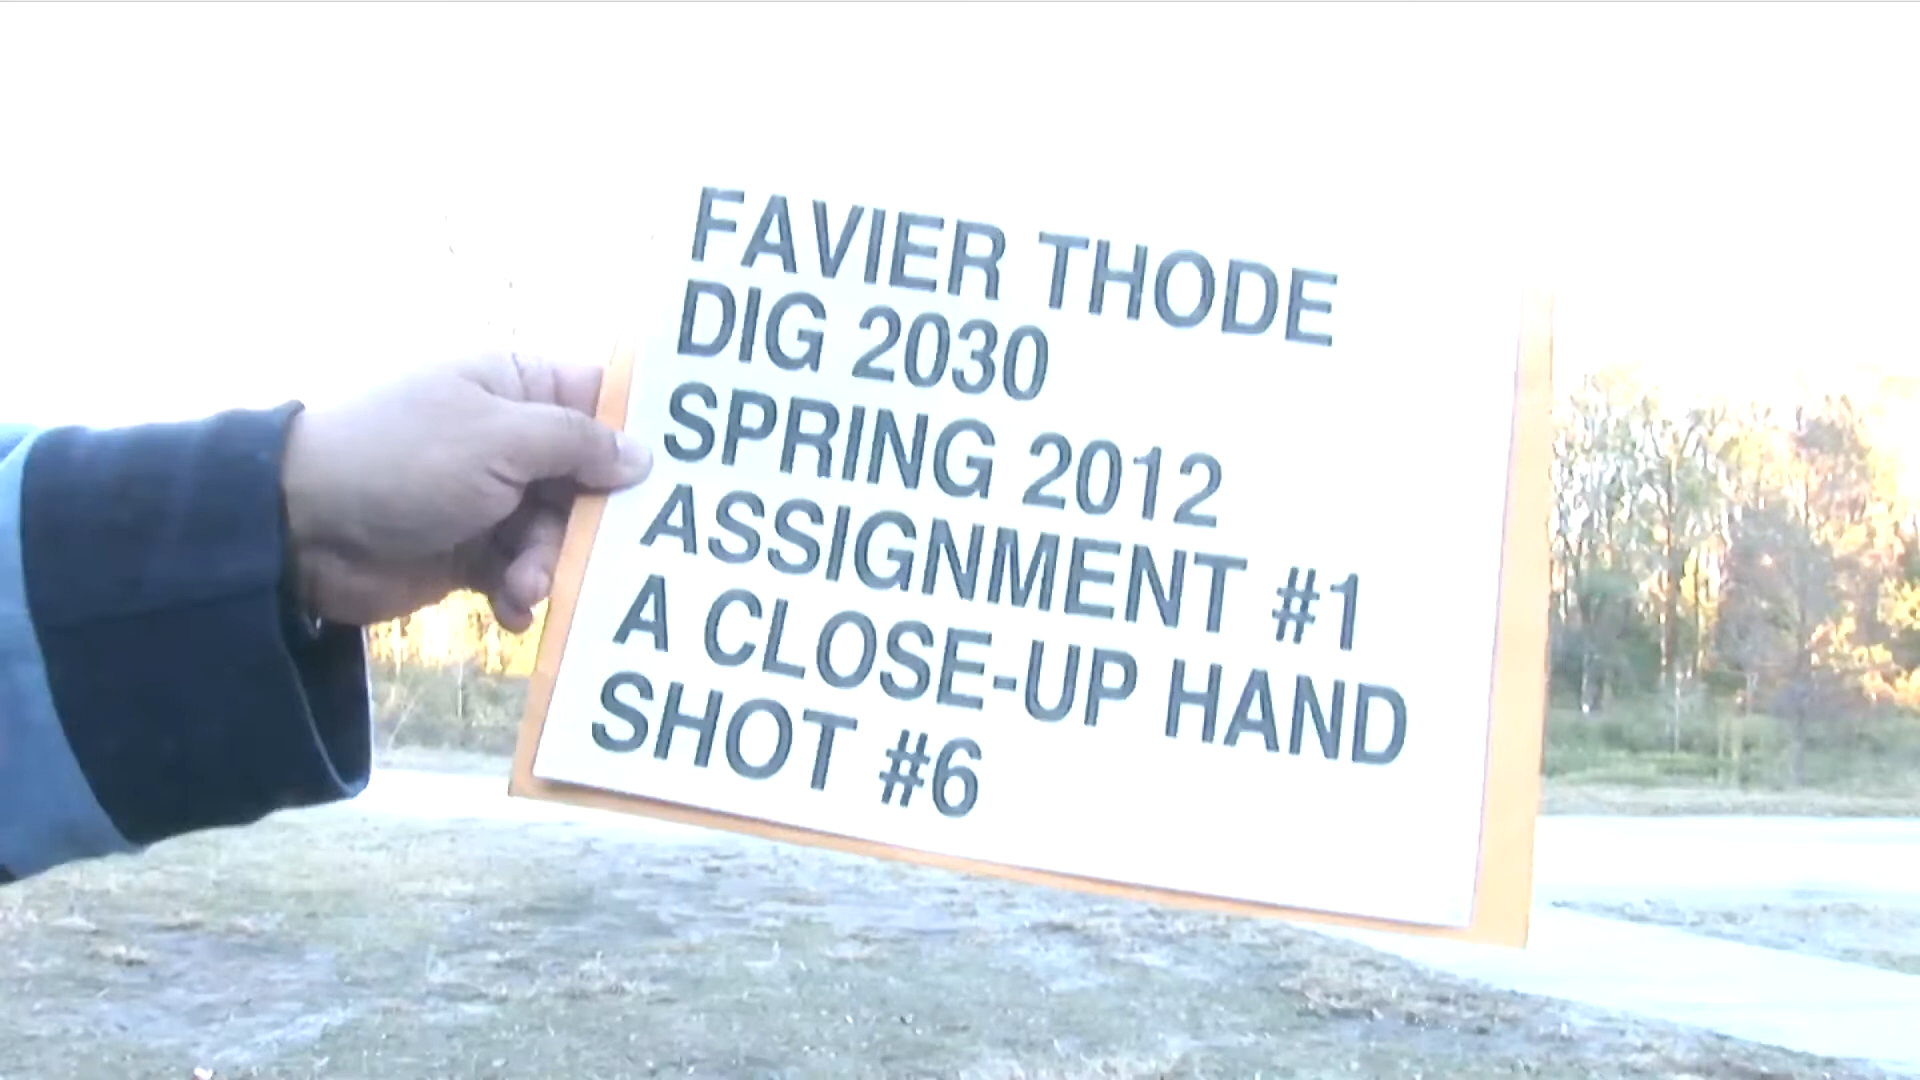 FAVIER THODE
DIG 2030
SPRING 2012
ASSIGNMENT #1
A CLOSE-UP HAND
SHOT #6